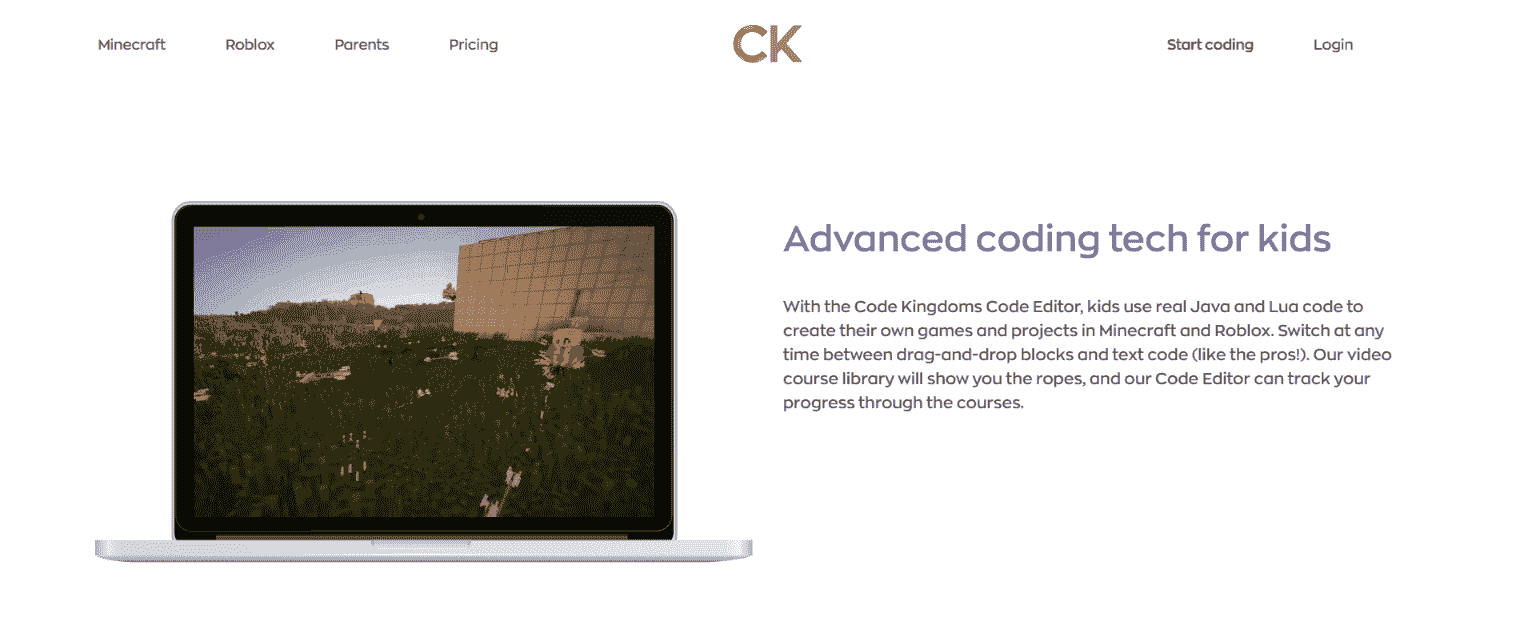 Minecraft Roblox Parents Pricing CK Start coding Login
Advanced coding tech for kids
With the Code Kingdoms Code Editor, kids use real Java and Lua code to
create their own games and projects in Minecraft and Roblox. Switch at any
time between drag-and-drop blocks and text code (like the pros!). Our video
course library will show you the ropes, and our Code Editor can track your
progress through the courses.